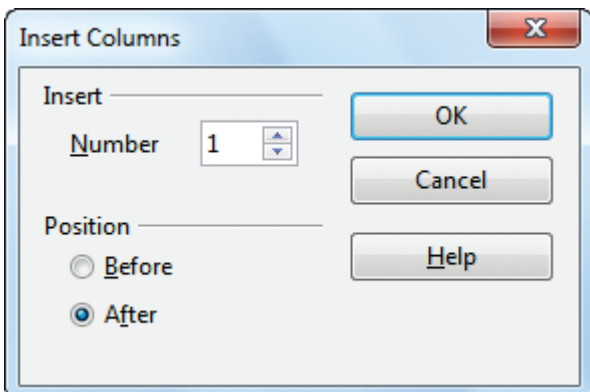 Insert Columns
Insert
Number 1
Position
Before
After
OK
Cancel
Help